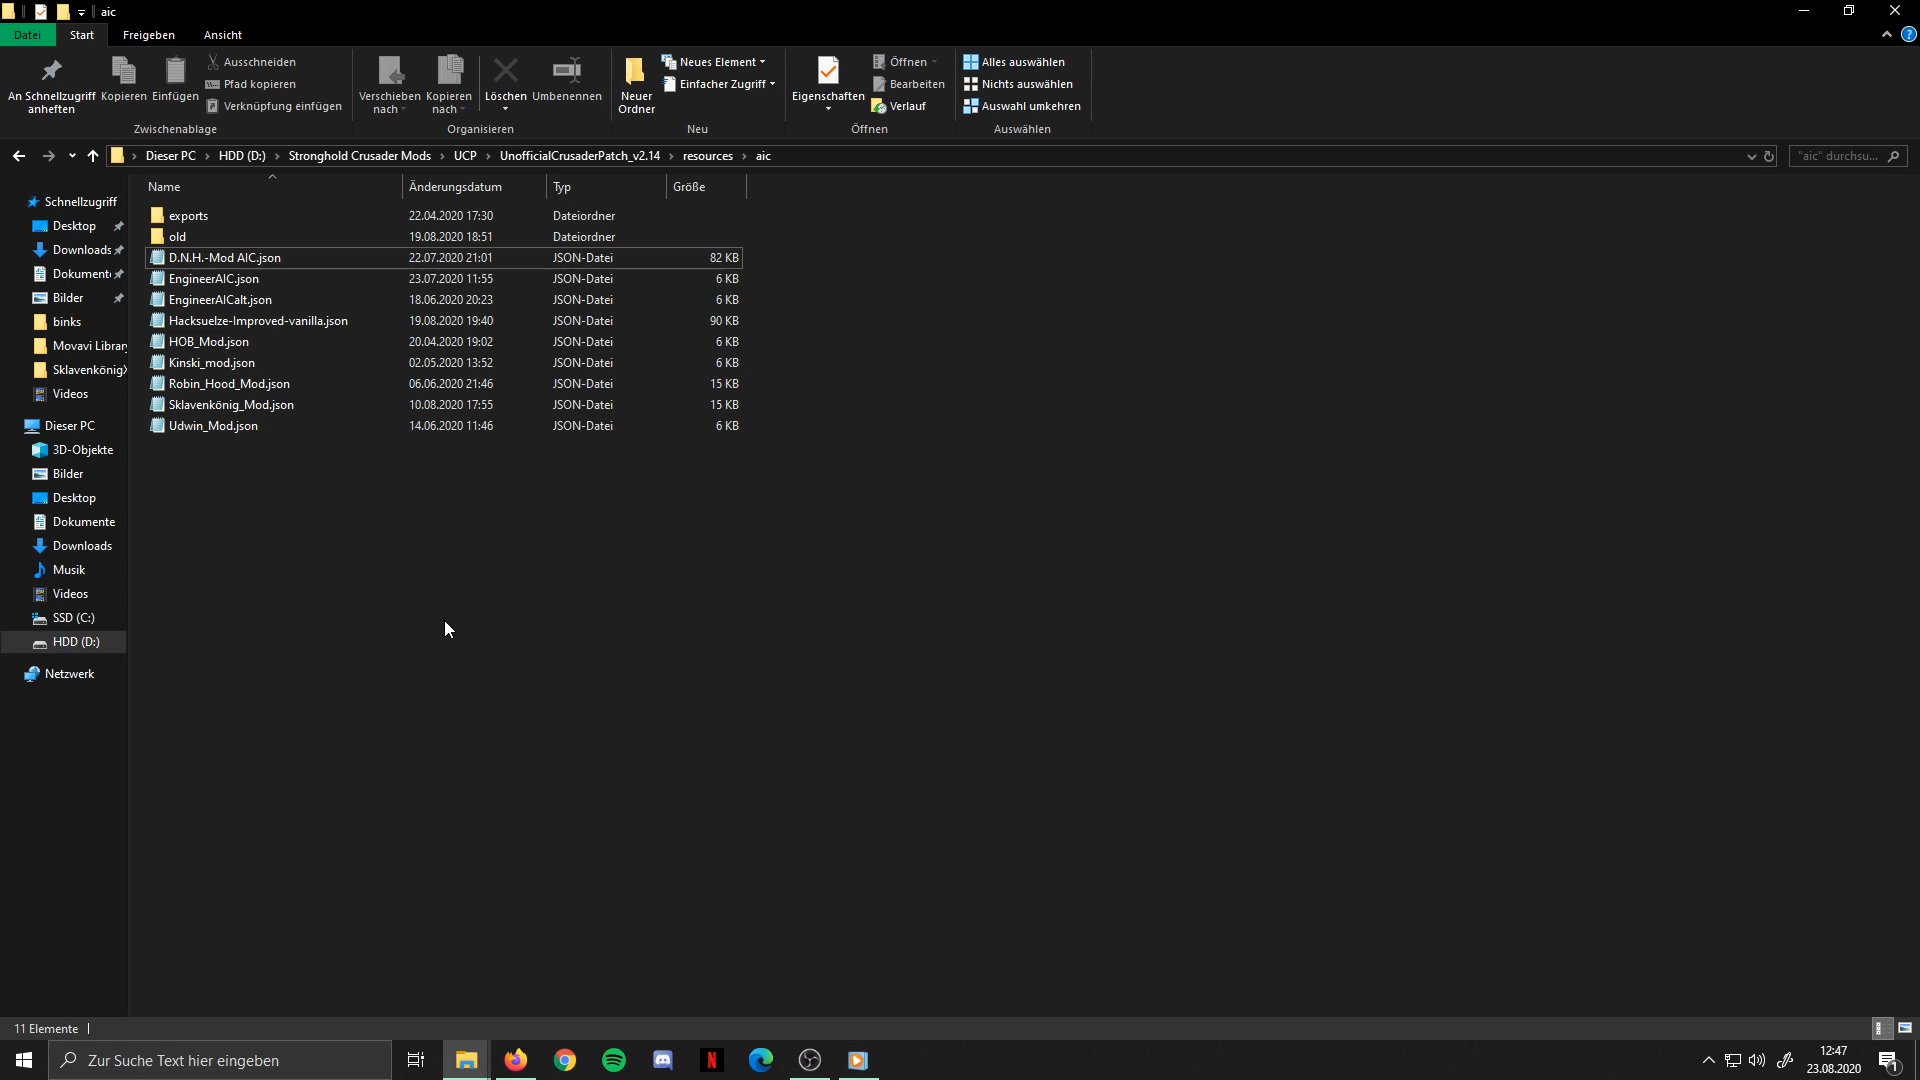 aic
Datei Start Freigeben Ansicht
An Schnellzugriff anheften
Kopieren
Einfügen
Ausschneiden
Pfad kopieren
Verknüpfung einfügen
Zwischenablage
Verschieben nach
Kopieren nach
Löschen
Umbenennen
Organisieren
Neuer Ordner
Neues Element
Einfacher Zugriff
Neu
Eigenschaften
Öffnen
Bearbeiten
Verlauf
Öffnen
Alles auswählen
Nichts auswählen
Auswahl umkehren
Auswählen
Dieser PC › HDD (D:) › Stronghold Crusader Mods › UCP › UnofficialCrusaderPatch_v2.14 › resources › aic
"aic" durchsu...
Name Änderungsdatum Typ Größe
exports 22.04.2020 17:30 Dateiordner
old 19.08.2020 18:51 Dateiordner
D.N.H.-Mod AIC.json 22.07.2020 21:01 JSON-Datei 82 KB
EngineerAIC.json 23.07.2020 11:55 JSON-Datei 6 KB
EngineerAICalt.json 18.06.2020 20:23 JSON-Datei 6 KB
Hacksuelze-Improved-vanilla.json 19.08.2020 19:40 JSON-Datei 90 KB
HOB_Mod.json 20.04.2020 19:02 JSON-Datei 6 KB
Kinski_mod.json 02.05.2020 13:52 JSON-Datei 6 KB
Robin_Hood_Mod.json 06.06.2020 21:46 JSON-Datei 15 KB
Sklavenkönig_Mod.json 10.08.2020 17:55 JSON-Datei 15 KB
Udwin_Mod.json 14.06.2020 11:46 JSON-Datei 6 KB
Schnellzugriff
Desktop
Downloads
Dokument
Bilder
binks
Movavi Library
SklavenkönigX
Videos
Dieser PC
3D-Objekte
Bilder
Desktop
Dokumente
Downloads
Musik
Videos
SSD (C:)
HDD (D:)
Netzwerk
11 Elemente
Zur Suche Text hier eingeben
12:47
23.08.2020
1